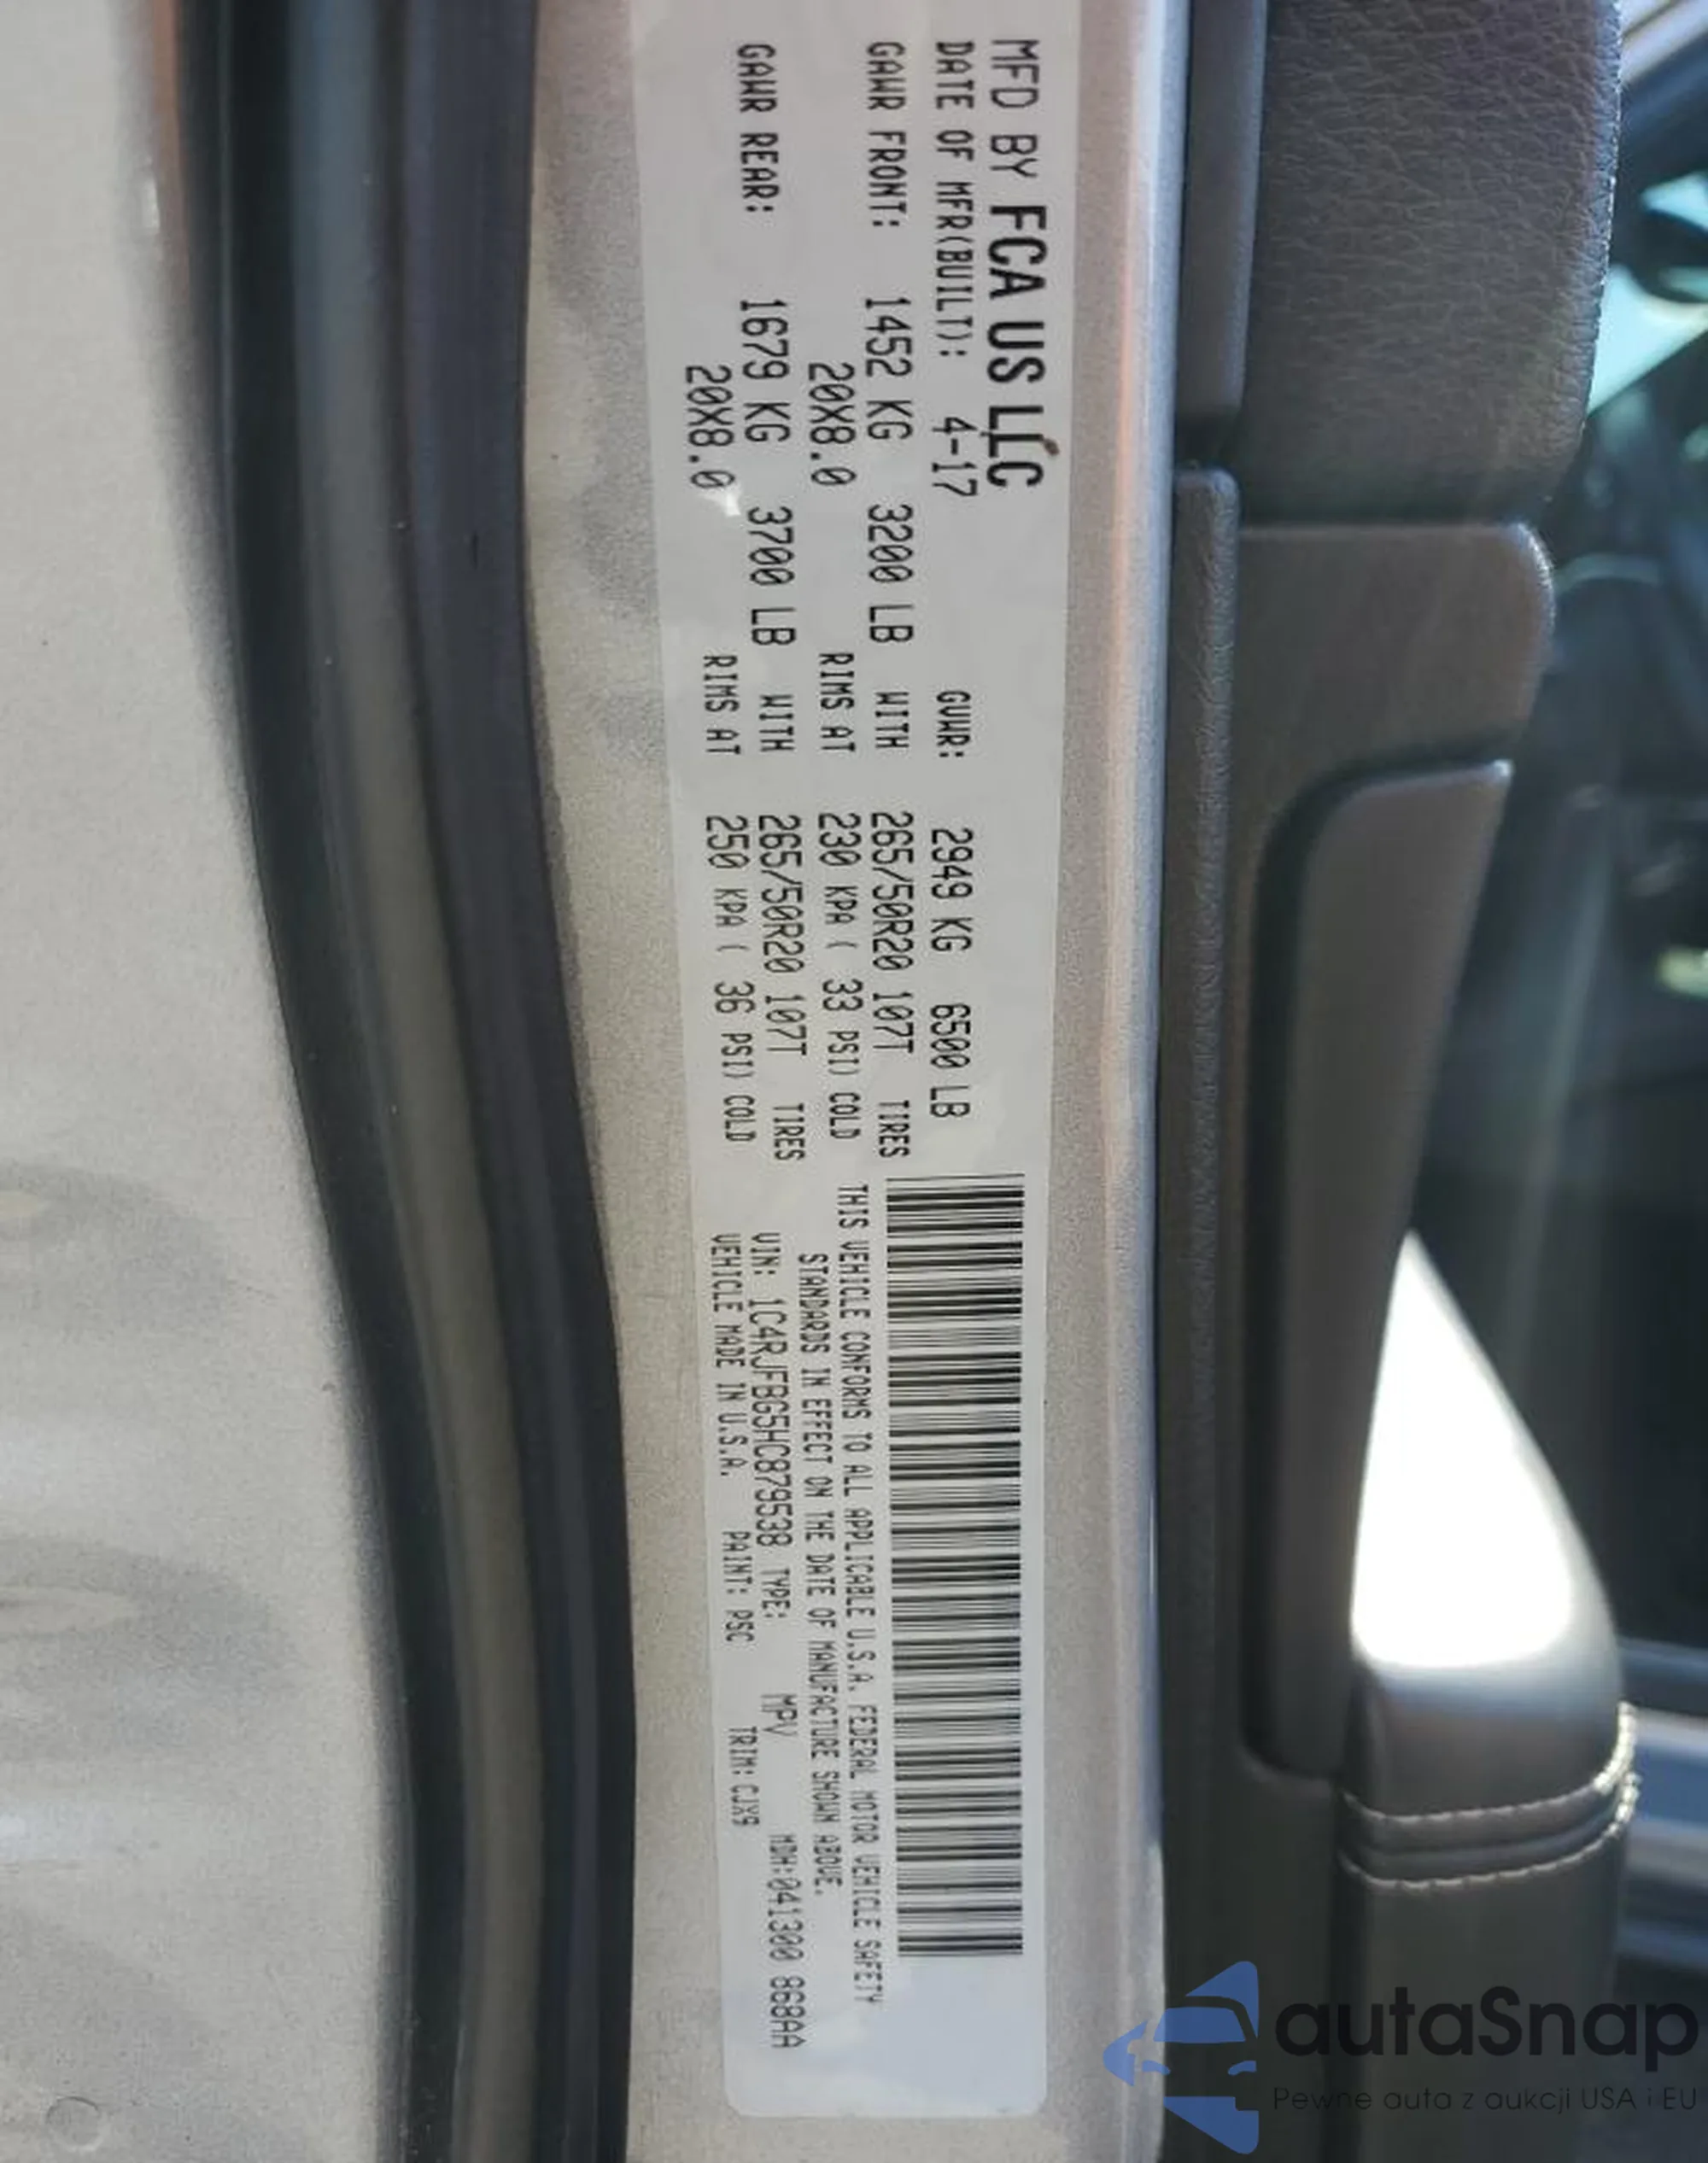 MFD BY FCA US LLC
DATE OF MFR(BUILT): 4-17 GVWR: 2949 KG 6500 LB
GAWR FRONT: 1452 KG 3200 LB WITH 265/50R20 107T TIRES
20X8.0 RIMS AT 230 KPA ( 33 PSI) COLD
GAWR REAR: 1679 KG 3700 LB WITH 265/50R20 107T TIRES
20X8.0 RIMS AT 250 KPA ( 36 PSI) COLD
THIS VEHICLE CONFORMS TO ALL APPLICABLE U.S.A. FEDERAL MOTOR VEHICLE SAFETY
STANDARDS IN EFFECT ON THE DATE OF MANUFACTURE SHOWN ABOVE.
VIN: 1C4RJFBG5HC879538 TYPE: MPV MDH:041300 868AA
VEHICLE MADE IN U.S.A. PAINT: PSC TRIM: CJX9
autaSnap
Pewne auta z aukcji USA i EU